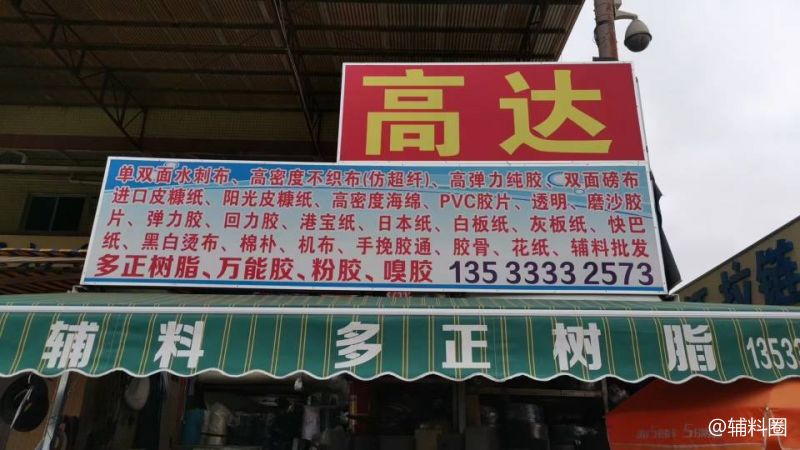 高达
单双面水刺布、高密度不织布(仿超纤)、高弹力纯胶、双面磅布
进口皮糠纸、阳光皮糠纸、高密度海绵、PVC胶片、透明、磨沙胶
片、弹力胶、回力胶、港宝纸、日本纸、白板纸、灰板纸、快巴
纸、黑白烫布、棉朴、机布、手挽胶通、胶骨、花纸、辅料批发
多正树脂、万能胶、粉胶、嗅胶 13533332573
辅料 多正树脂 13533
拉链
@辅料圈